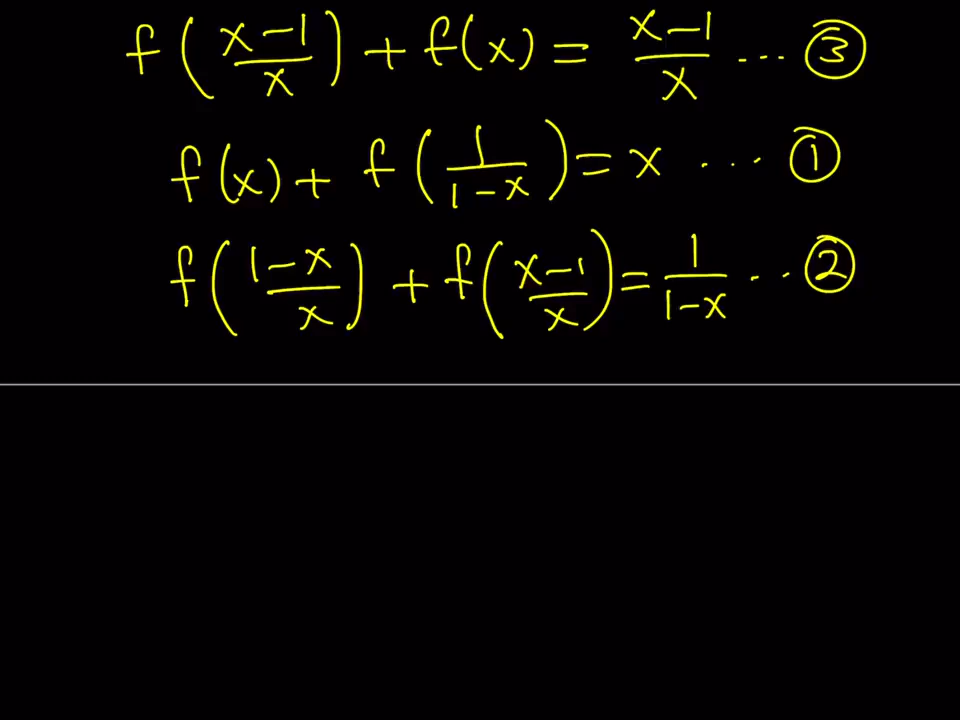 f((x-1)/x) + f(x) = (x-1)/x ... ③
f(x) + f(1/(1-x)) = x ... ①
f((1-x)/x) + f((x-1)/x) = 1/(1-x) ... ②